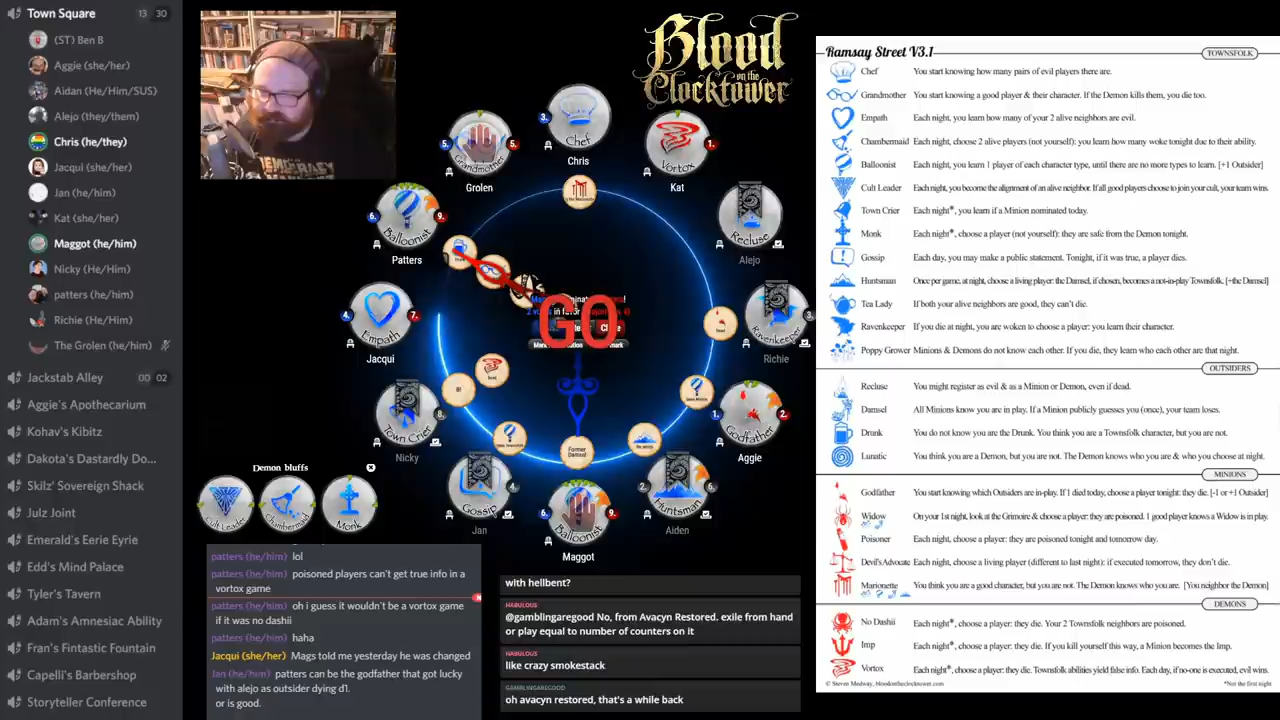 Town Square 13 30
(ST) Ben B
Aggie (she/her)
Aidan (He/Him/SUS)
Alejo (they/them)
Chris (he/they)
Jacqui (she/her)
Jan (he/him)
Kat (she/her)
Maggot (he/him)
Nicky (He/Him)
patters (he/him)
Richie (He/Him)
The Grolen (he/him)
Jackstab Alley 00 02
Aggie's Apothecarium
Kohav's Kibitz
Dakota's Dastardly Do...
Skilz' Sovereign Shack
Julz Join
Emerald's Eerie Eyrie
Edd's Mind Palace
Tyler's Tavern
Adam's Amnesiac Ability
Fran's Fintastic Fountain
Caitlin's Barbarium
Storyteller Conference
Blood
on the
Clocktower
3. Chef
Chris
5. Grandmother 5.
Grolen
Vortox 1.
Kat
6. Balloonist 9.
Patters
Recluse
Alejo
4. Empath 7.
Jacqui
GO
Ravenkeeper 3.
Richie
Town Crier 8.
Nicky
1. Godfather 2.
Aggie
Gossip 4.
Jan
Former
Damsel
6. Balloonist 9.
Maggot
2. Huntsman 6.
Aiden
Demon bluffs
Cult Leader
Chambermaid
Monk
patters (he/him) lol
patters (he/him) poisoned players can't get true info in a
vortox game
patters (he/him) oh i guess it wouldn't be a vortox game
if it was no dashii
patters (he/him) haha
Jacqui (she/her) Mags told me yesterday he was changed
Jan (he/him) patters can be the godfather that got lucky
with alejo as outsider dying d1.
or is good.
with hellbent?
HABULOUS
@gamblingaregood No, from Avacyn Restored. exile from hand
or play equal to number of counters on it
HABULOUS
like crazy smokestack
GAMBLINGAREGOOD
oh avacyn restored, that's a while back
Ramsay Street V3.1
TOWNSFOLK
Chef You start knowing how many pairs of evil players there are.
Grandmother You start knowing a good player & their character. If the Demon kills them, you die too.
Empath Each night, you learn how many of your 2 alive neighbors are evil.
Chambermaid Each night, choose 2 alive players (not yourself): you learn how many woke tonight due to their ability.
Balloonist Each night, you learn 1 player of each character type, until there are no more types to learn. [+1 Outsider]
Cult Leader Each night, you become the alignment of an alive neighbor. If all good players choose to join your cult, your team wins.
Town Crier Each night*, you learn if a Minion nominated today.
Monk Each night*, choose a player (not yourself): they are safe from the Demon tonight.
Gossip Each day, you may make a public statement. Tonight, if it was true, a player dies.
Huntsman Once per game, at night, choose a living player: the Damsel, if chosen, becomes a not-in-play Townsfolk. [+the Damsel]
Tea Lady If both your alive neighbors are good, they can't die.
Ravenkeeper If you die at night, you are woken to choose a player: you learn their character.
Poppy Grower Minions & Demons do not know each other. If you die, they learn who each other are that night.
OUTSIDERS
Recluse You might register as evil & as a Minion or Demon, even if dead.
Damsel All Minions know you are in play. If a Minion publicly guesses you (once), your team loses.
Drunk You do not know you are the Drunk. You think you are a Townsfolk character, but you are not.
Lunatic You think you are a Demon, but you are not. The Demon knows who you are & who you choose at night.
MINIONS
Godfather You start knowing which Outsiders are in-play. If 1 died today, choose a player tonight: they die. [-1 or +1 Outsider]
Widow On your 1st night, look at the Grimoire & choose a player: they are poisoned. 1 good player knows a Widow is in play.
Poisoner Each night, choose a player: they are poisoned tonight and tomorrow day.
Devil's Advocate Each night, choose a living player (different to last night): if executed tomorrow, they don't die.
Marionette You think you are a good character, but you are not. The Demon knows who you are. [You neighbor the Demon]
DEMONS
No Dashii Each night*, choose a player: they die. Your 2 Townsfolk neighbors are poisoned.
Imp Each night*, choose a player: they die. If you kill yourself this way, a Minion becomes the Imp.
Vortox Each night*, choose a player: they die. Townsfolk abilities yield false info. Each day, if no-one is executed, evil wins.
© Steven Medway, bloodontheclocktower.com *Not the first night